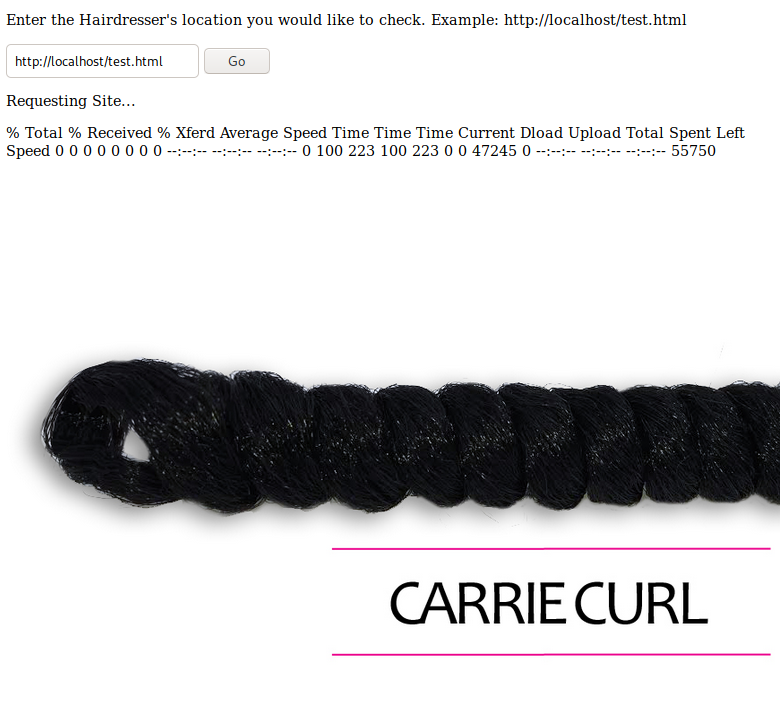 Enter the Hairdresser's location you would like to check. Example: http://localhost/test.html
http://localhost/test.html
Go
Requesting Site...
% Total % Received % Xferd Average Speed Time Time Time Current Dload Upload Total Spent Left
Speed 0 0 0 0 0 0 0 0 --:--:-- --:--:-- --:--:-- 0 100 223 100 223 0 0 47245 0 --:--:-- --:--:-- --:--:-- 55750
CARRIE CURL